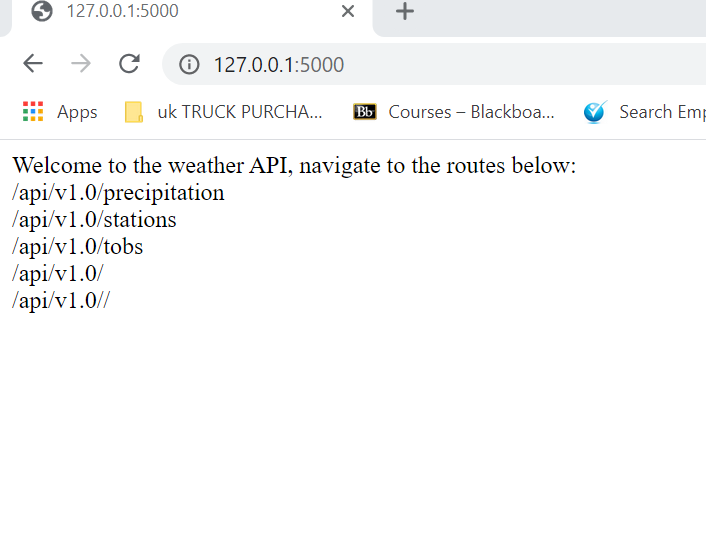 127.0.0.1:5000
127.0.0.1:5000
Apps uk TRUCK PURCHA... Bb Courses – Blackboa... Search Emp
Welcome to the weather API, navigate to the routes below:
/api/v1.0/precipitation
/api/v1.0/stations
/api/v1.0/tobs
/api/v1.0/
/api/v1.0//